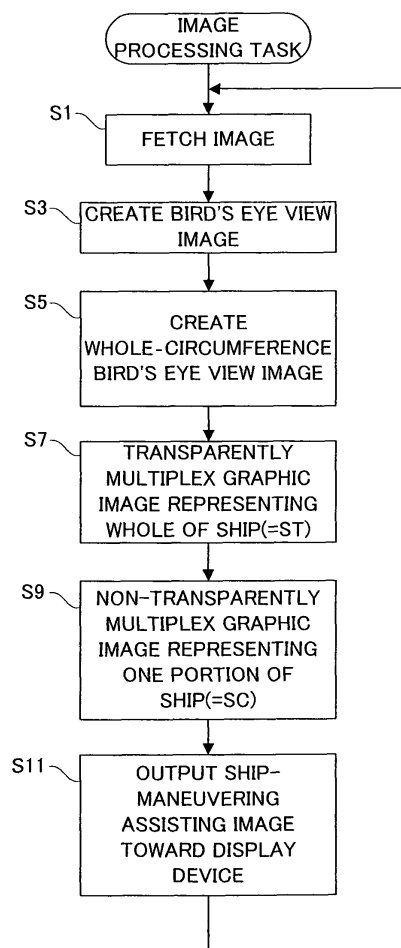 IMAGE
PROCESSING TASK
S1
FETCH IMAGE
S3
CREATE BIRD'S EYE VIEW
IMAGE
S5
CREATE
WHOLE-CIRCUMFERENCE
BIRD'S EYE VIEW IMAGE
S7
TRANSPARENTLY
MULTIPLEX GRAPHIC
IMAGE REPRESENTING
WHOLE OF SHIP(=ST)
S9
NON-TRANSPARENTLY
MULTIPLEX GRAPHIC
IMAGE REPRESENTING
ONE PORTION OF
SHIP(=SC)
S11
OUTPUT SHIP-
MANEUVERING
ASSISTING IMAGE
TOWARD DISPLAY
DEVICE